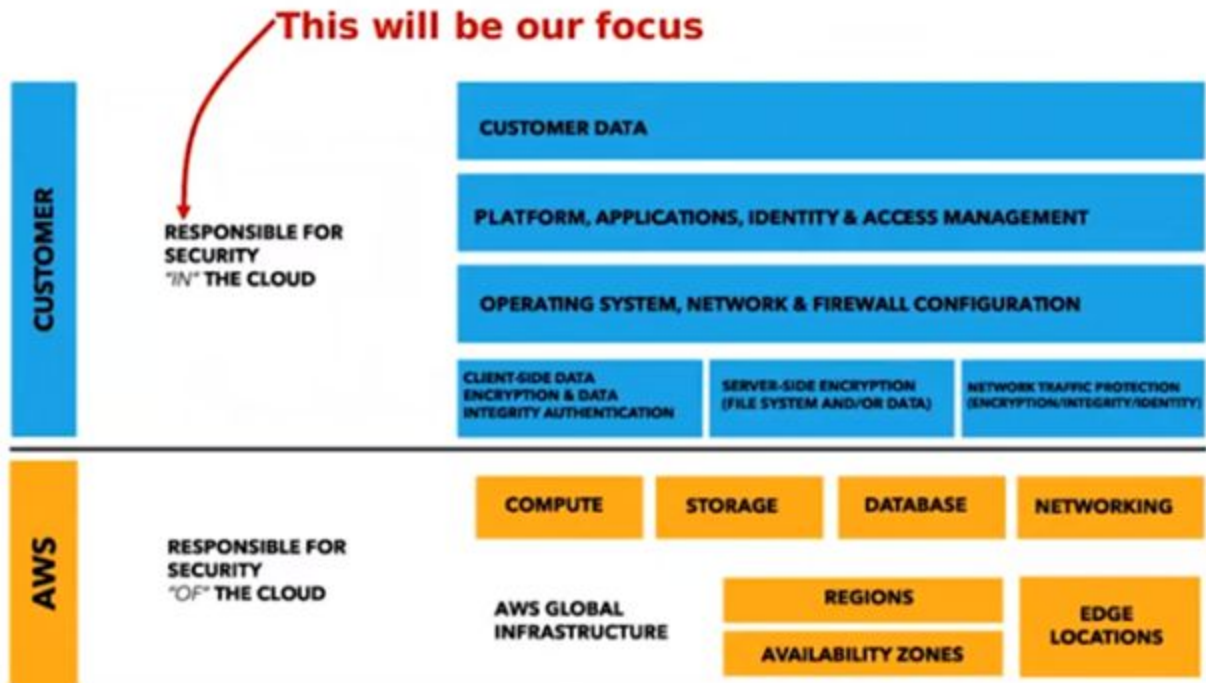 This will be our focus
CUSTOMER
RESPONSIBLE FOR
SECURITY
"IN" THE CLOUD
CUSTOMER DATA
PLATFORM, APPLICATIONS, IDENTITY & ACCESS MANAGEMENT
OPERATING SYSTEM, NETWORK & FIREWALL CONFIGURATION
CLIENT-SIDE DATA
ENCRYPTION & DATA
INTEGRITY AUTHENTICATION
SERVER-SIDE ENCRYPTION
(FILE SYSTEM AND/OR DATA)
NETWORK TRAFFIC PROTECTION
(ENCRYPTION/INTEGRITY/IDENTITY)
AWS
RESPONSIBLE FOR
SECURITY
"OF" THE CLOUD
COMPUTE
STORAGE
DATABASE
NETWORKING
AWS GLOBAL
INFRASTRUCTURE
REGIONS
AVAILABILITY ZONES
EDGE
LOCATIONS